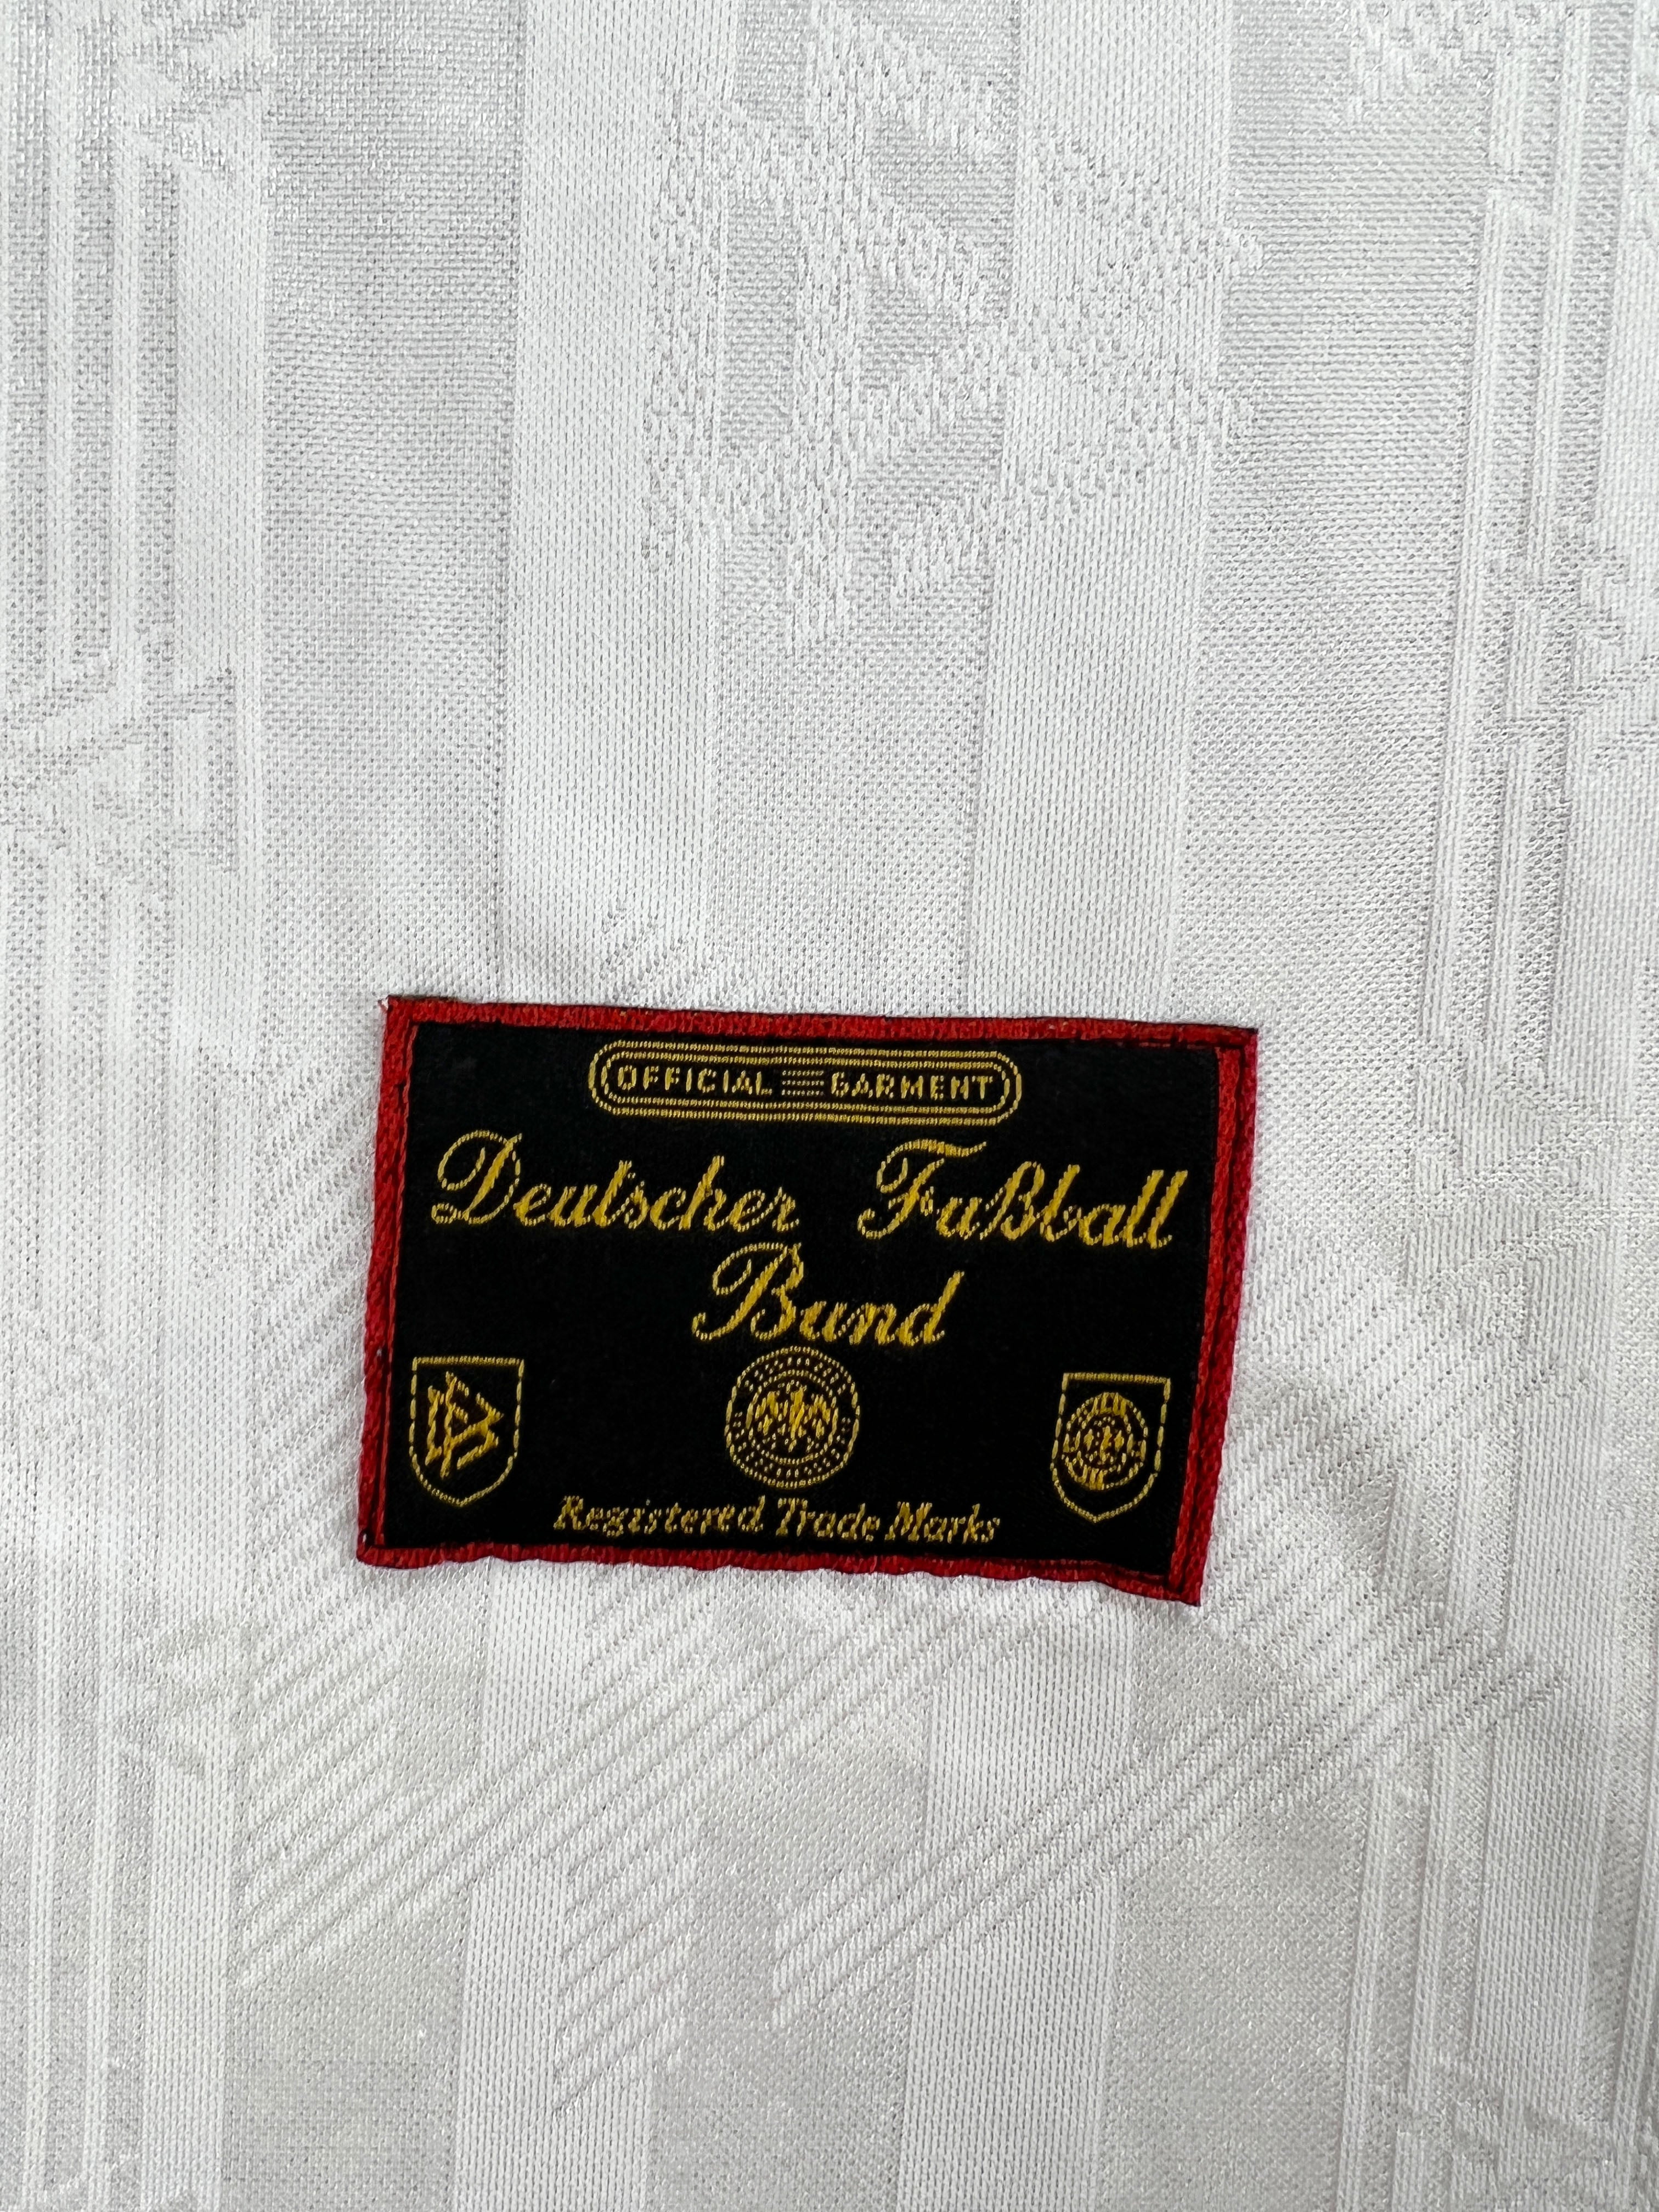 OFFICIAL GARMENT
Deutscher Fußball
Bund
Registered Trade Marks